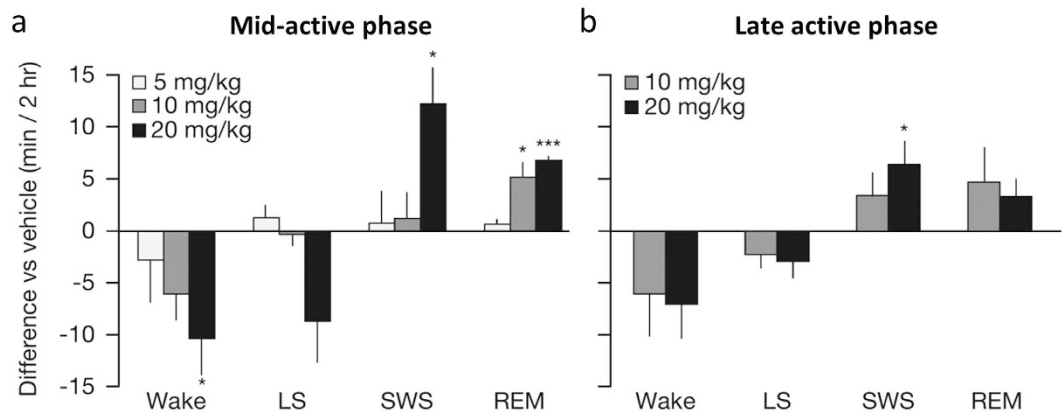 a
Mid-active phase
Difference vs vehicle (min / 2 hr)
15
10
5
0
-5
-10
-15
5 mg/kg
10 mg/kg
20 mg/kg
*
*
*
***
Wake
LS
SWS
REM
b
Late active phase
10 mg/kg
20 mg/kg
*
Wake
LS
SWS
REM